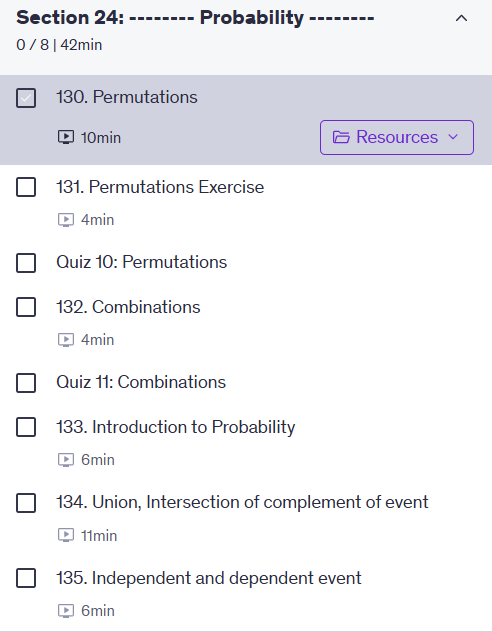 Section 24: -------- Probability --------
0 / 8 | 42min
130. Permutations
10min
Resources
131. Permutations Exercise
4min
Quiz 10: Permutations
132. Combinations
4min
Quiz 11: Combinations
133. Introduction to Probability
6min
134. Union, Intersection of complement of event
11min
135. Independent and dependent event
6min